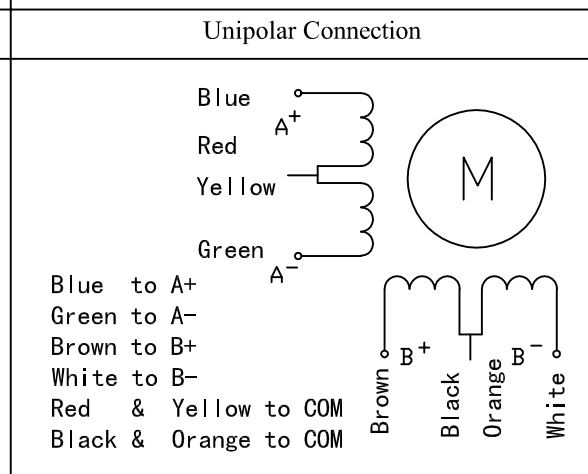 Unipolar Connection
Blue
A+
Red
Yellow
Green
A-
M
Blue to A+
Green to A-
Brown to B+
White to B-
Red & Yellow to COM
Black & Orange to COM
Brown
B+
Black
Orange
B-
White